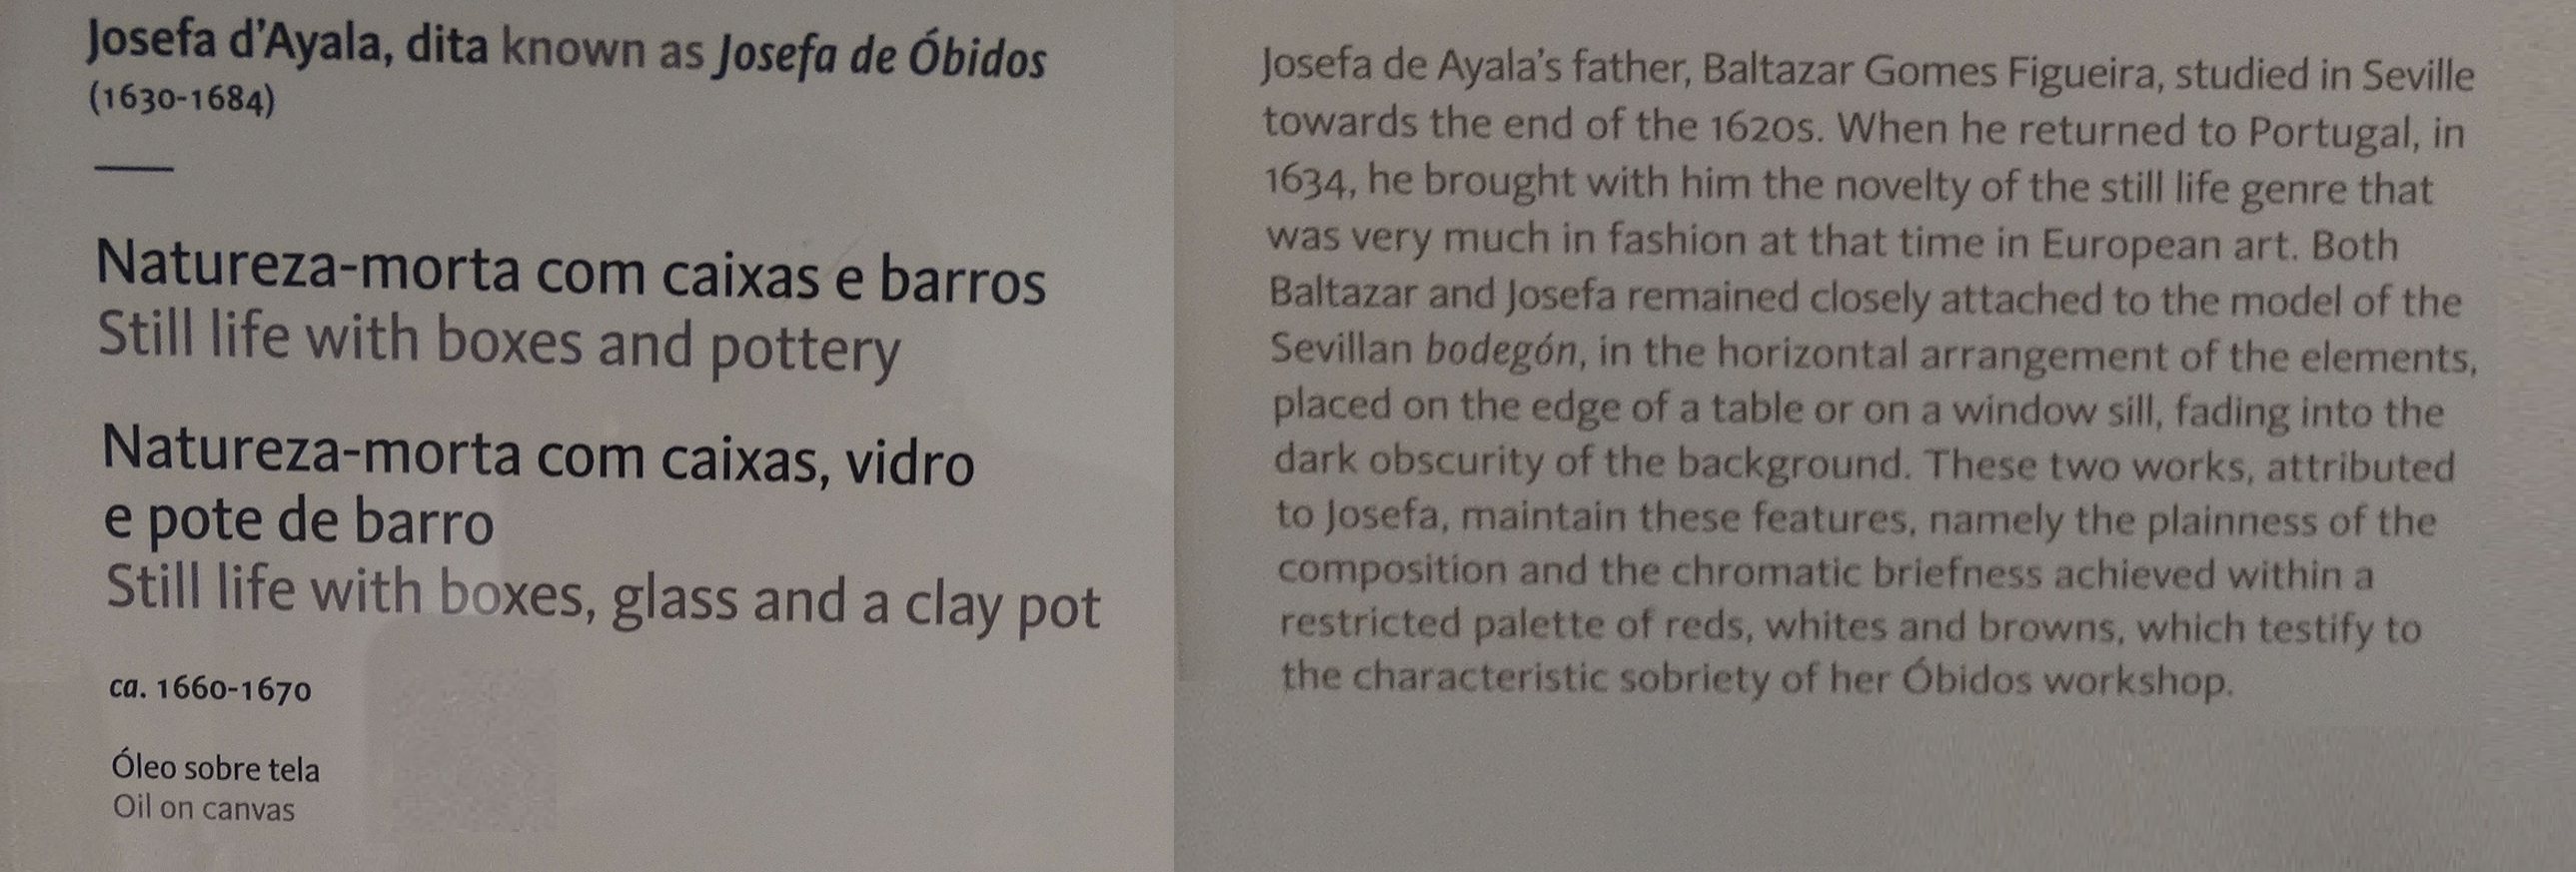 Josefa d'Ayala, dita known as Josefa de Óbidos
(1630-1684)
Natureza-morta com caixas e barros
Still life with boxes and pottery
Natureza-morta com caixas, vidro
e pote de barro
Still life with boxes, glass and a clay pot
ca. 1660-1670
Óleo sobre tela
Oil on canvas
Josefa de Ayala's father, Baltazar Gomes Figueira, studied in Seville
towards the end of the 1620s. When he returned to Portugal, in
1634, he brought with him the novelty of the still life genre that
was very much in fashion at that time in European art. Both
Baltazar and Josefa remained closely attached to the model of the
Sevillan bodegón, in the horizontal arrangement of the elements,
placed on the edge of a table or on a window sill, fading into the
dark obscurity of the background. These two works, attributed
to Josefa, maintain these features, namely the plainness of the
composition and the chromatic briefness achieved within a
restricted palette of reds, whites and browns, which testify to
the characteristic sobriety of her Óbidos workshop.